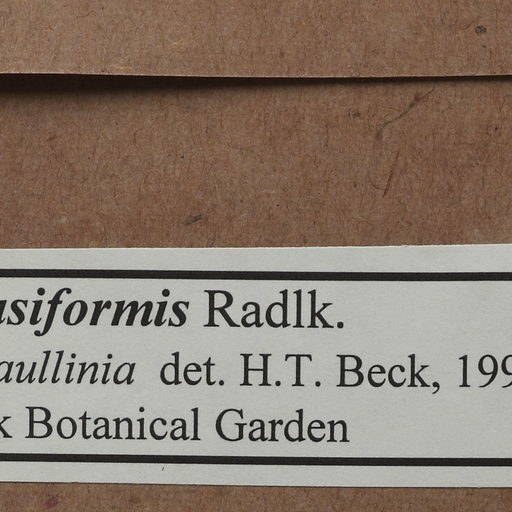 usiformis Radlk.
aullinia det. H.T. Beck, 199
k Botanical Garden